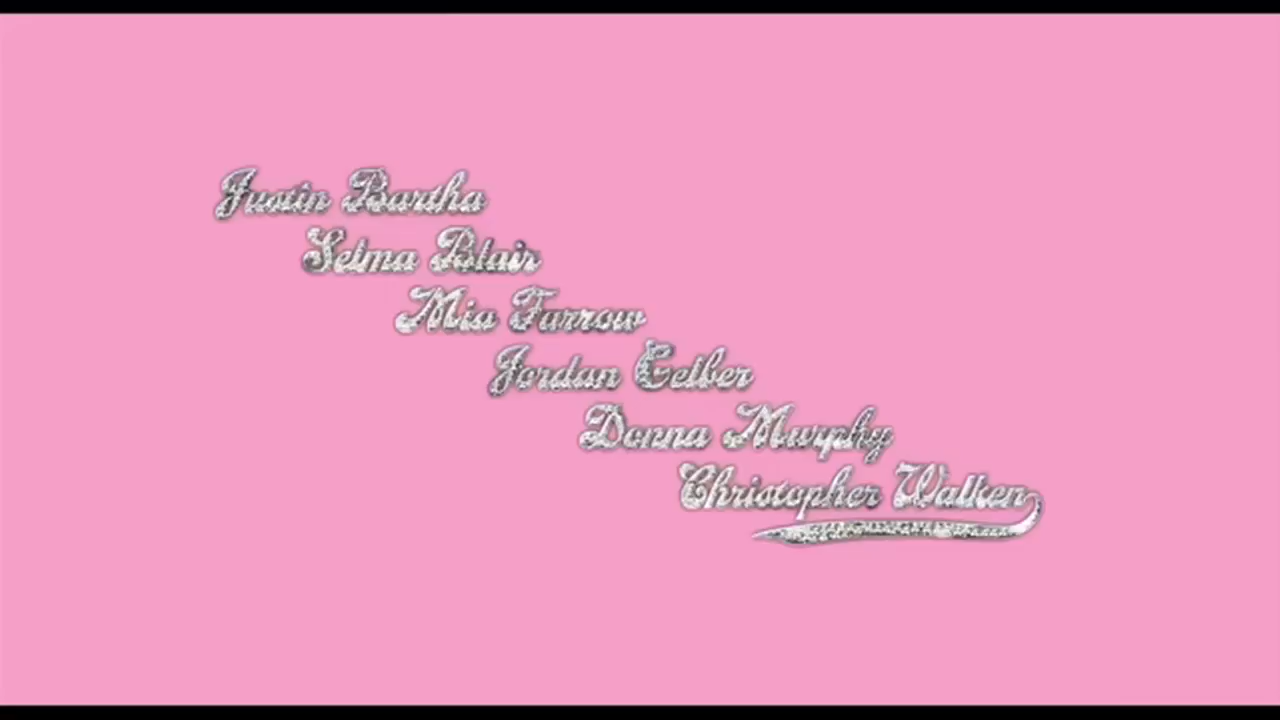 Justin Bartha
Selma Blair
Mia Farrow
Jordan Gelber
Donna Murphy
Christopher Walken